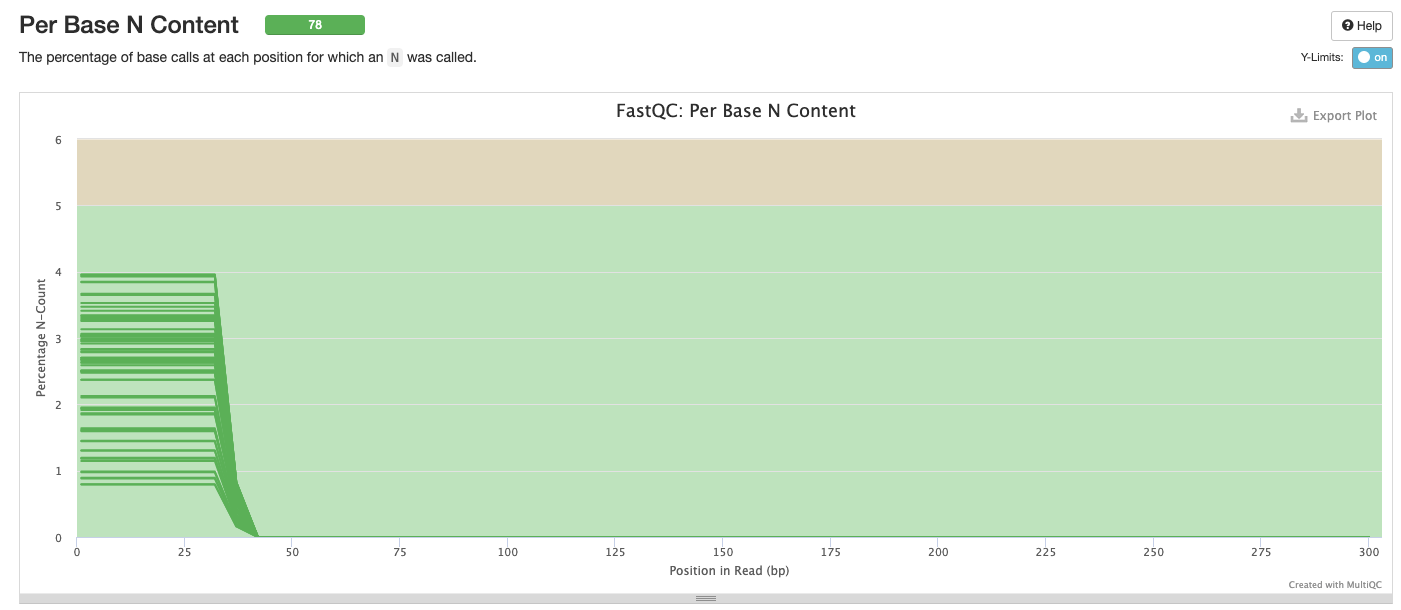 Per Base N Content 78 Help
The percentage of base calls at each position for which an N was called. Y-Limits: on
FastQC: Per Base N Content
Export Plot
6
5
4
3
2
1
0
Percentage N-Count
0 25 50 75 100 125 150 175 200 225 250 275 300
Position in Read (bp)
Created with MultiQC